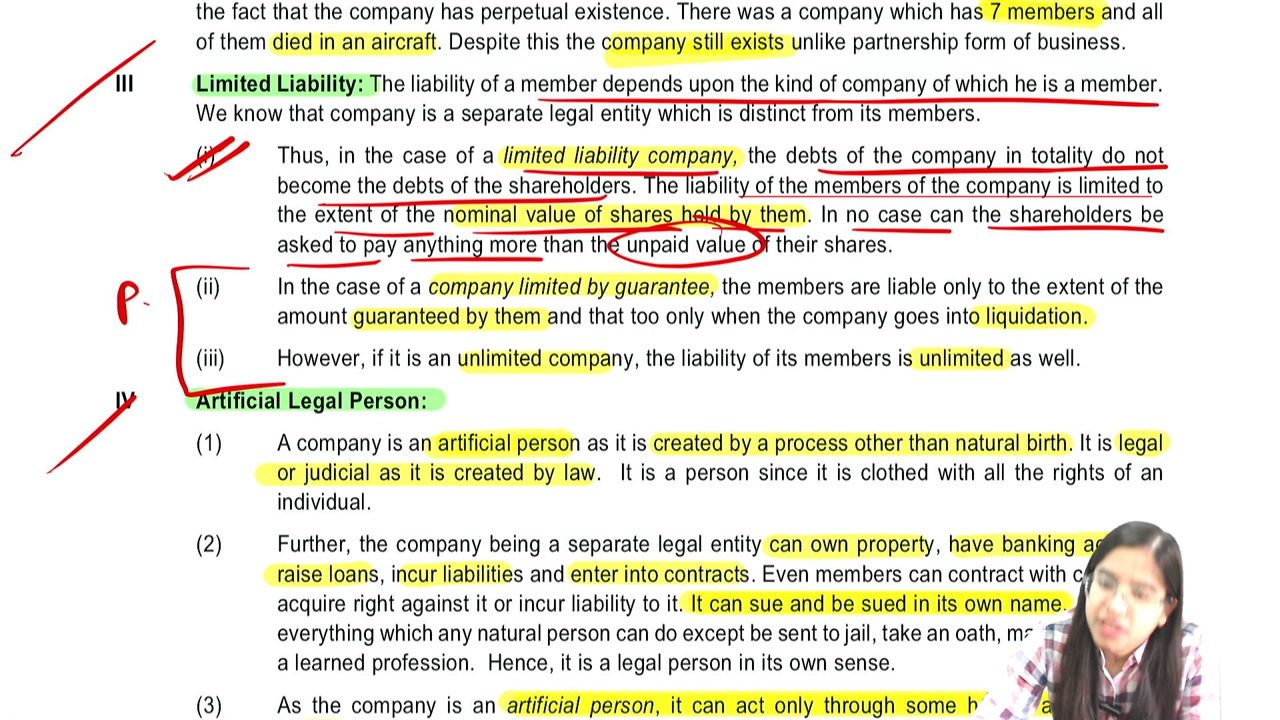 the fact that the company has perpetual existence. There was a company which has 7 members and all
of them died in an aircraft. Despite this the company still exists unlike partnership form of business.
III Limited Liability: The liability of a member depends upon the kind of company of which he is a member.
We know that company is a separate legal entity which is distinct from its members.
(i) Thus, in the case of a limited liability company, the debts of the company in totality do not
become the debts of the shareholders. The liability of the members of the company is limited to
the extent of the nominal value of shares held by them. In no case can the shareholders be
asked to pay anything more than the unpaid value of their shares.
P.
(ii) In the case of a company limited by guarantee, the members are liable only to the extent of the
amount guaranteed by them and that too only when the company goes into liquidation.
(iii) However, if it is an unlimited company, the liability of its members is unlimited as well.
IV Artificial Legal Person:
(1) A company is an artificial person as it is created by a process other than natural birth. It is legal
or judicial as it is created by law. It is a person since it is clothed with all the rights of an
individual.
(2) Further, the company being a separate legal entity can own property, have banking
raise loans, incur liabilities and enter into contracts. Even members can contract with
acquire right against it or incur liability to it. It can sue and be sued in its own name.
everything which any natural person can do except be sent to jail, take an oath,
a learned profession. Hence, it is a legal person in its own sense.
(3) As the company is an artificial person, it can act only through some